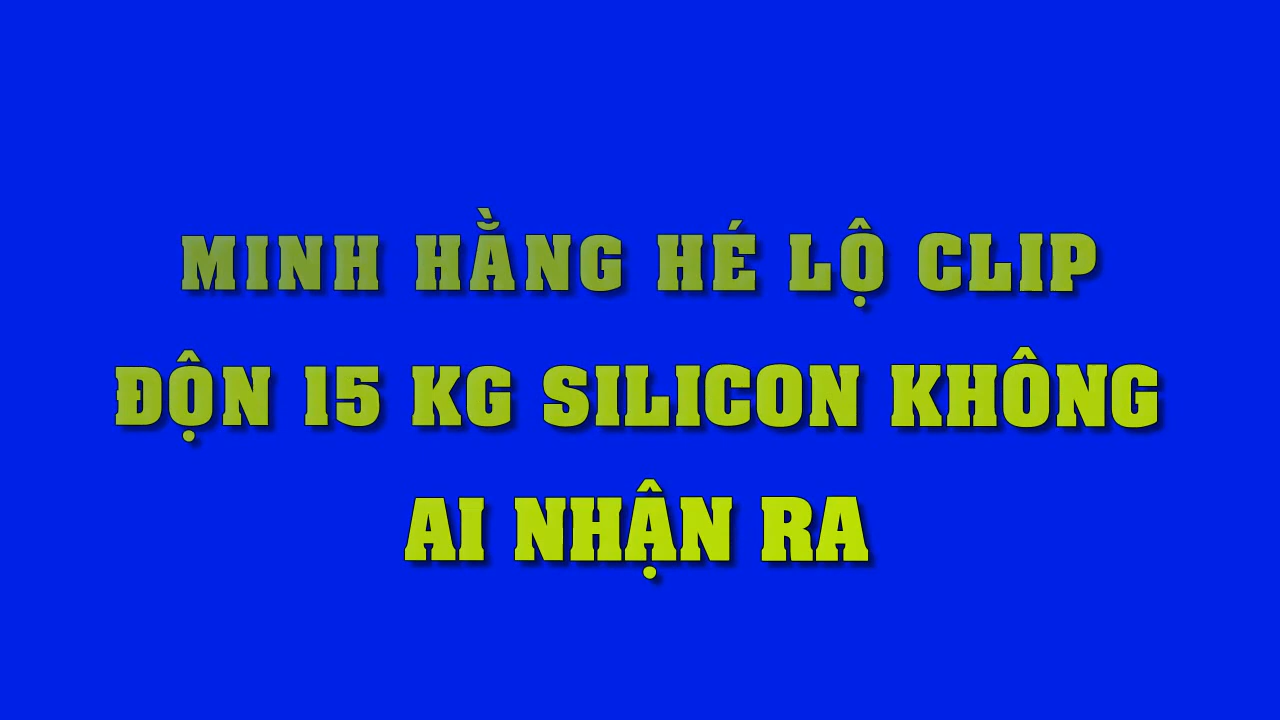 MINH HẰNG HÉ LỘ CLIP
ĐỘN 15 KG SILICON KHÔNG
AI NHẬN RA